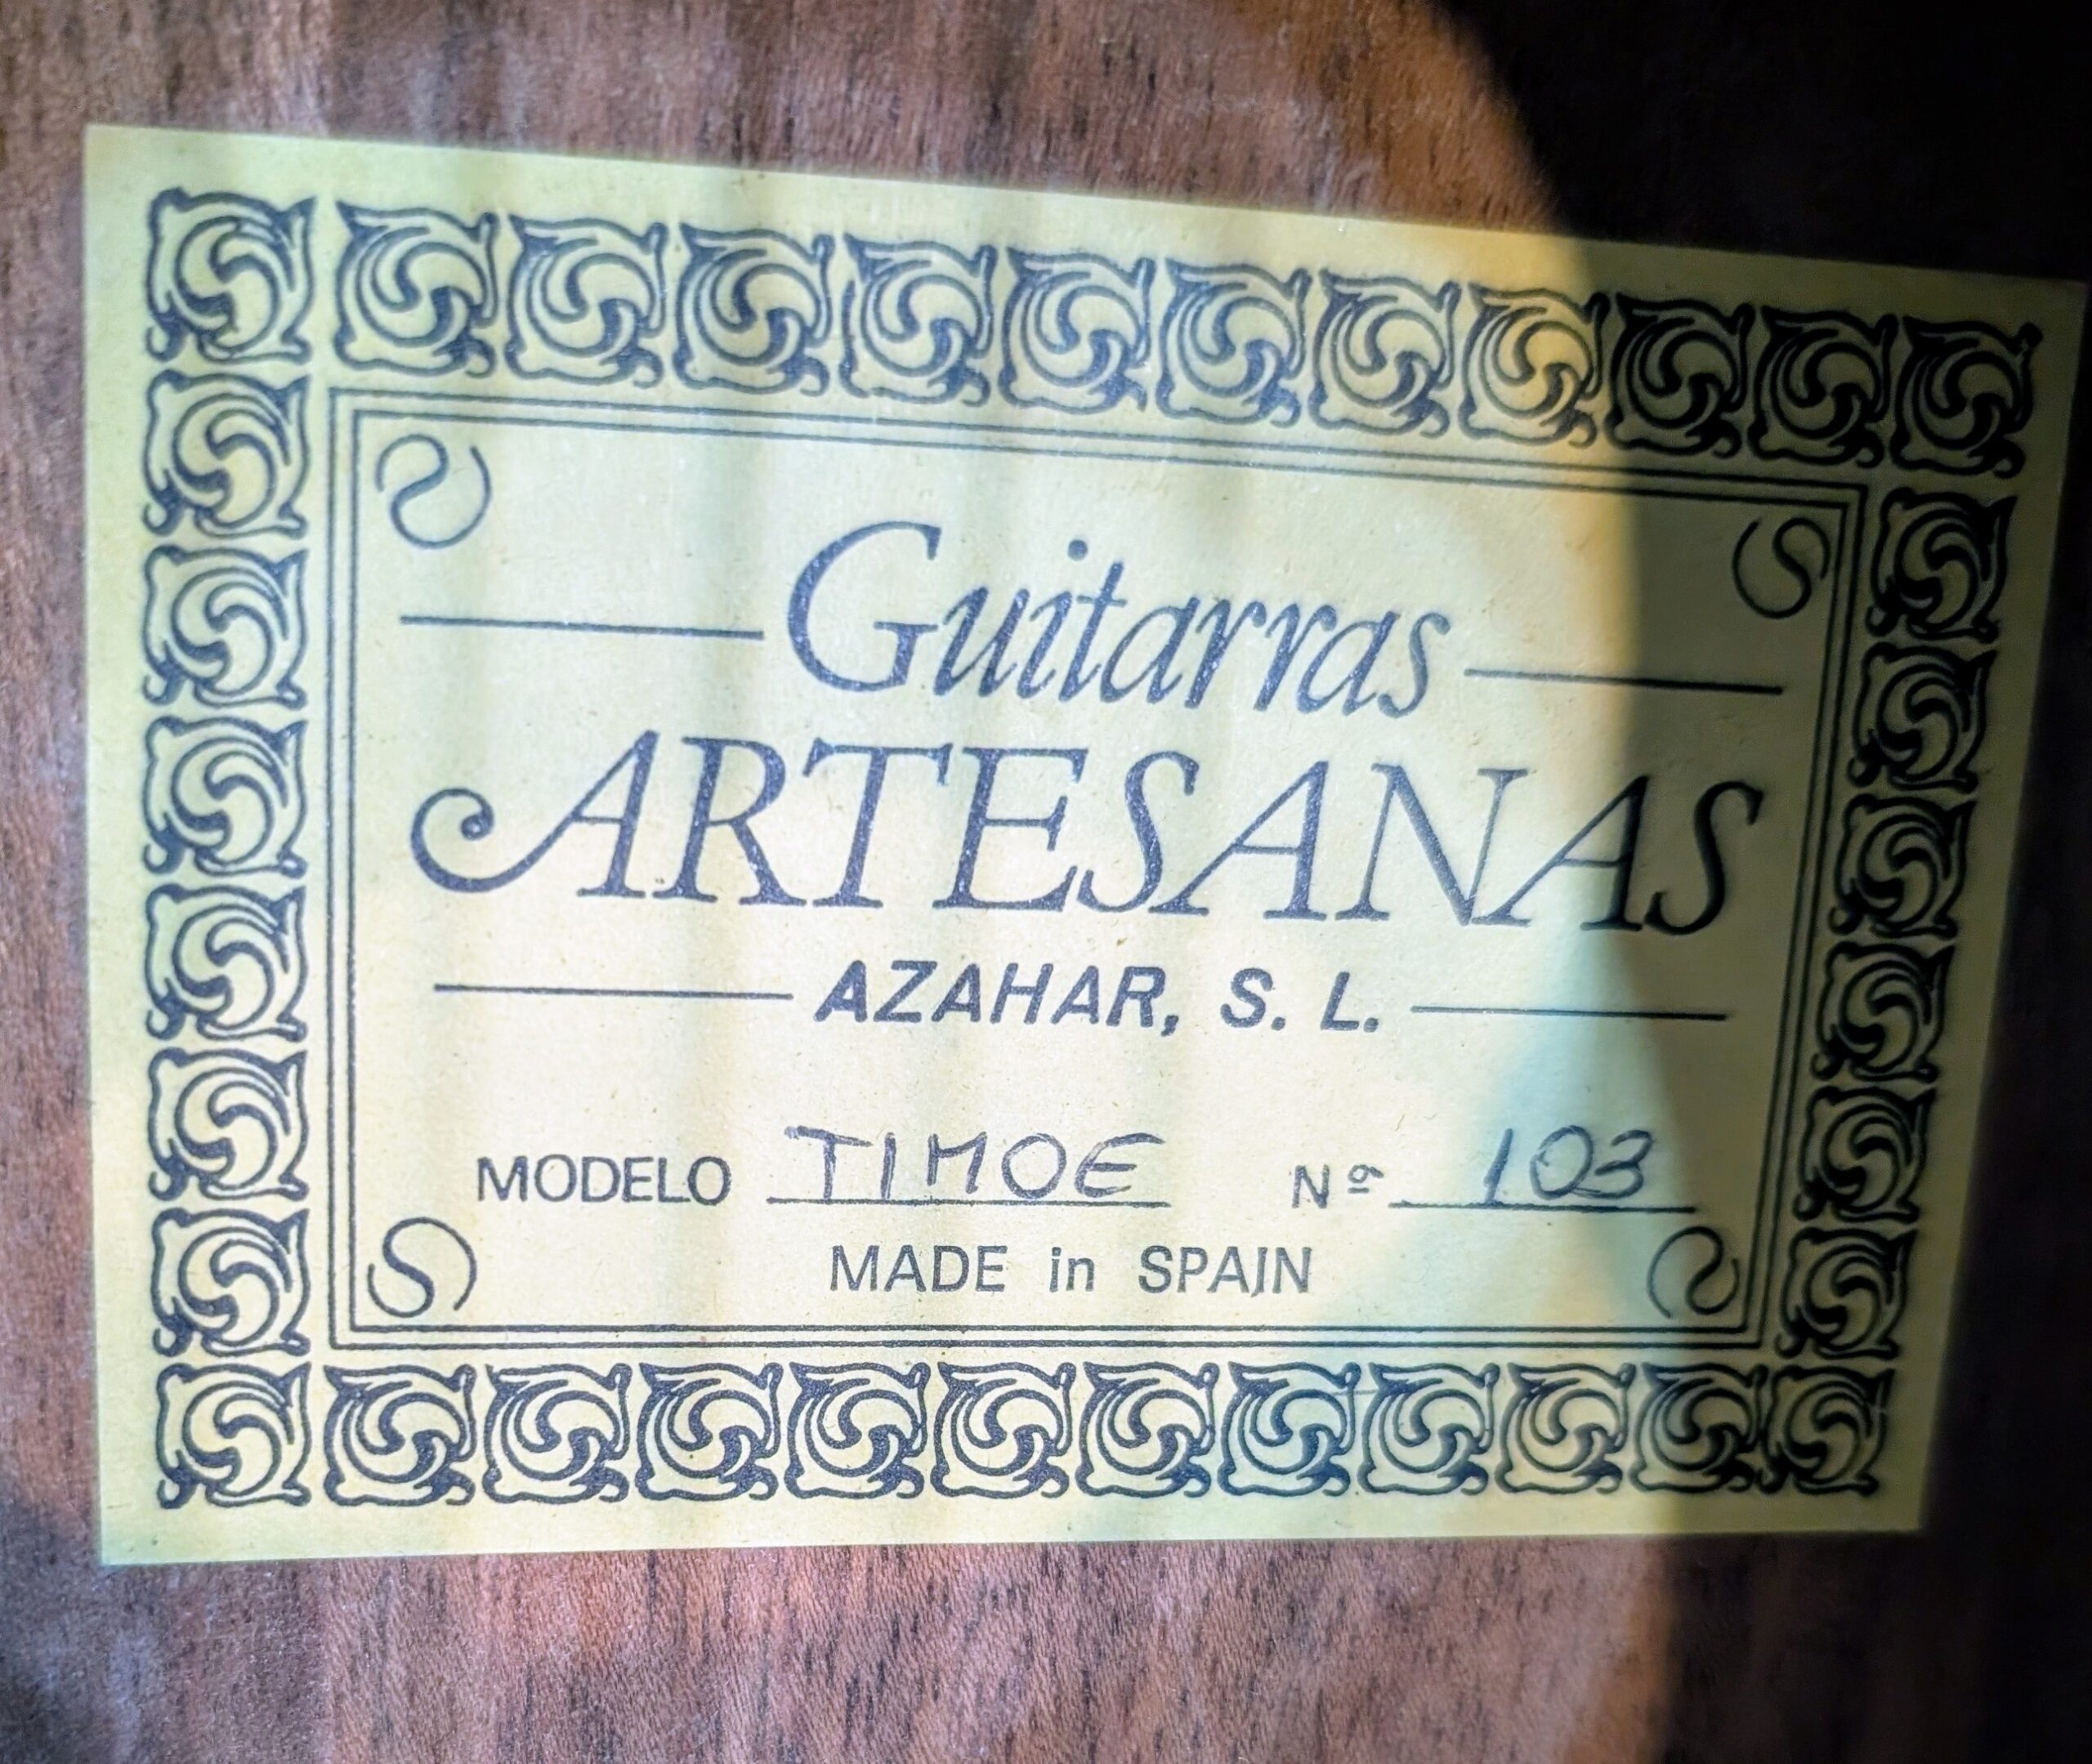 Guitarras
ARTESANAS
AZAHAR, S. L.
MODELO TIMOE Nº 103
MADE in SPAIN